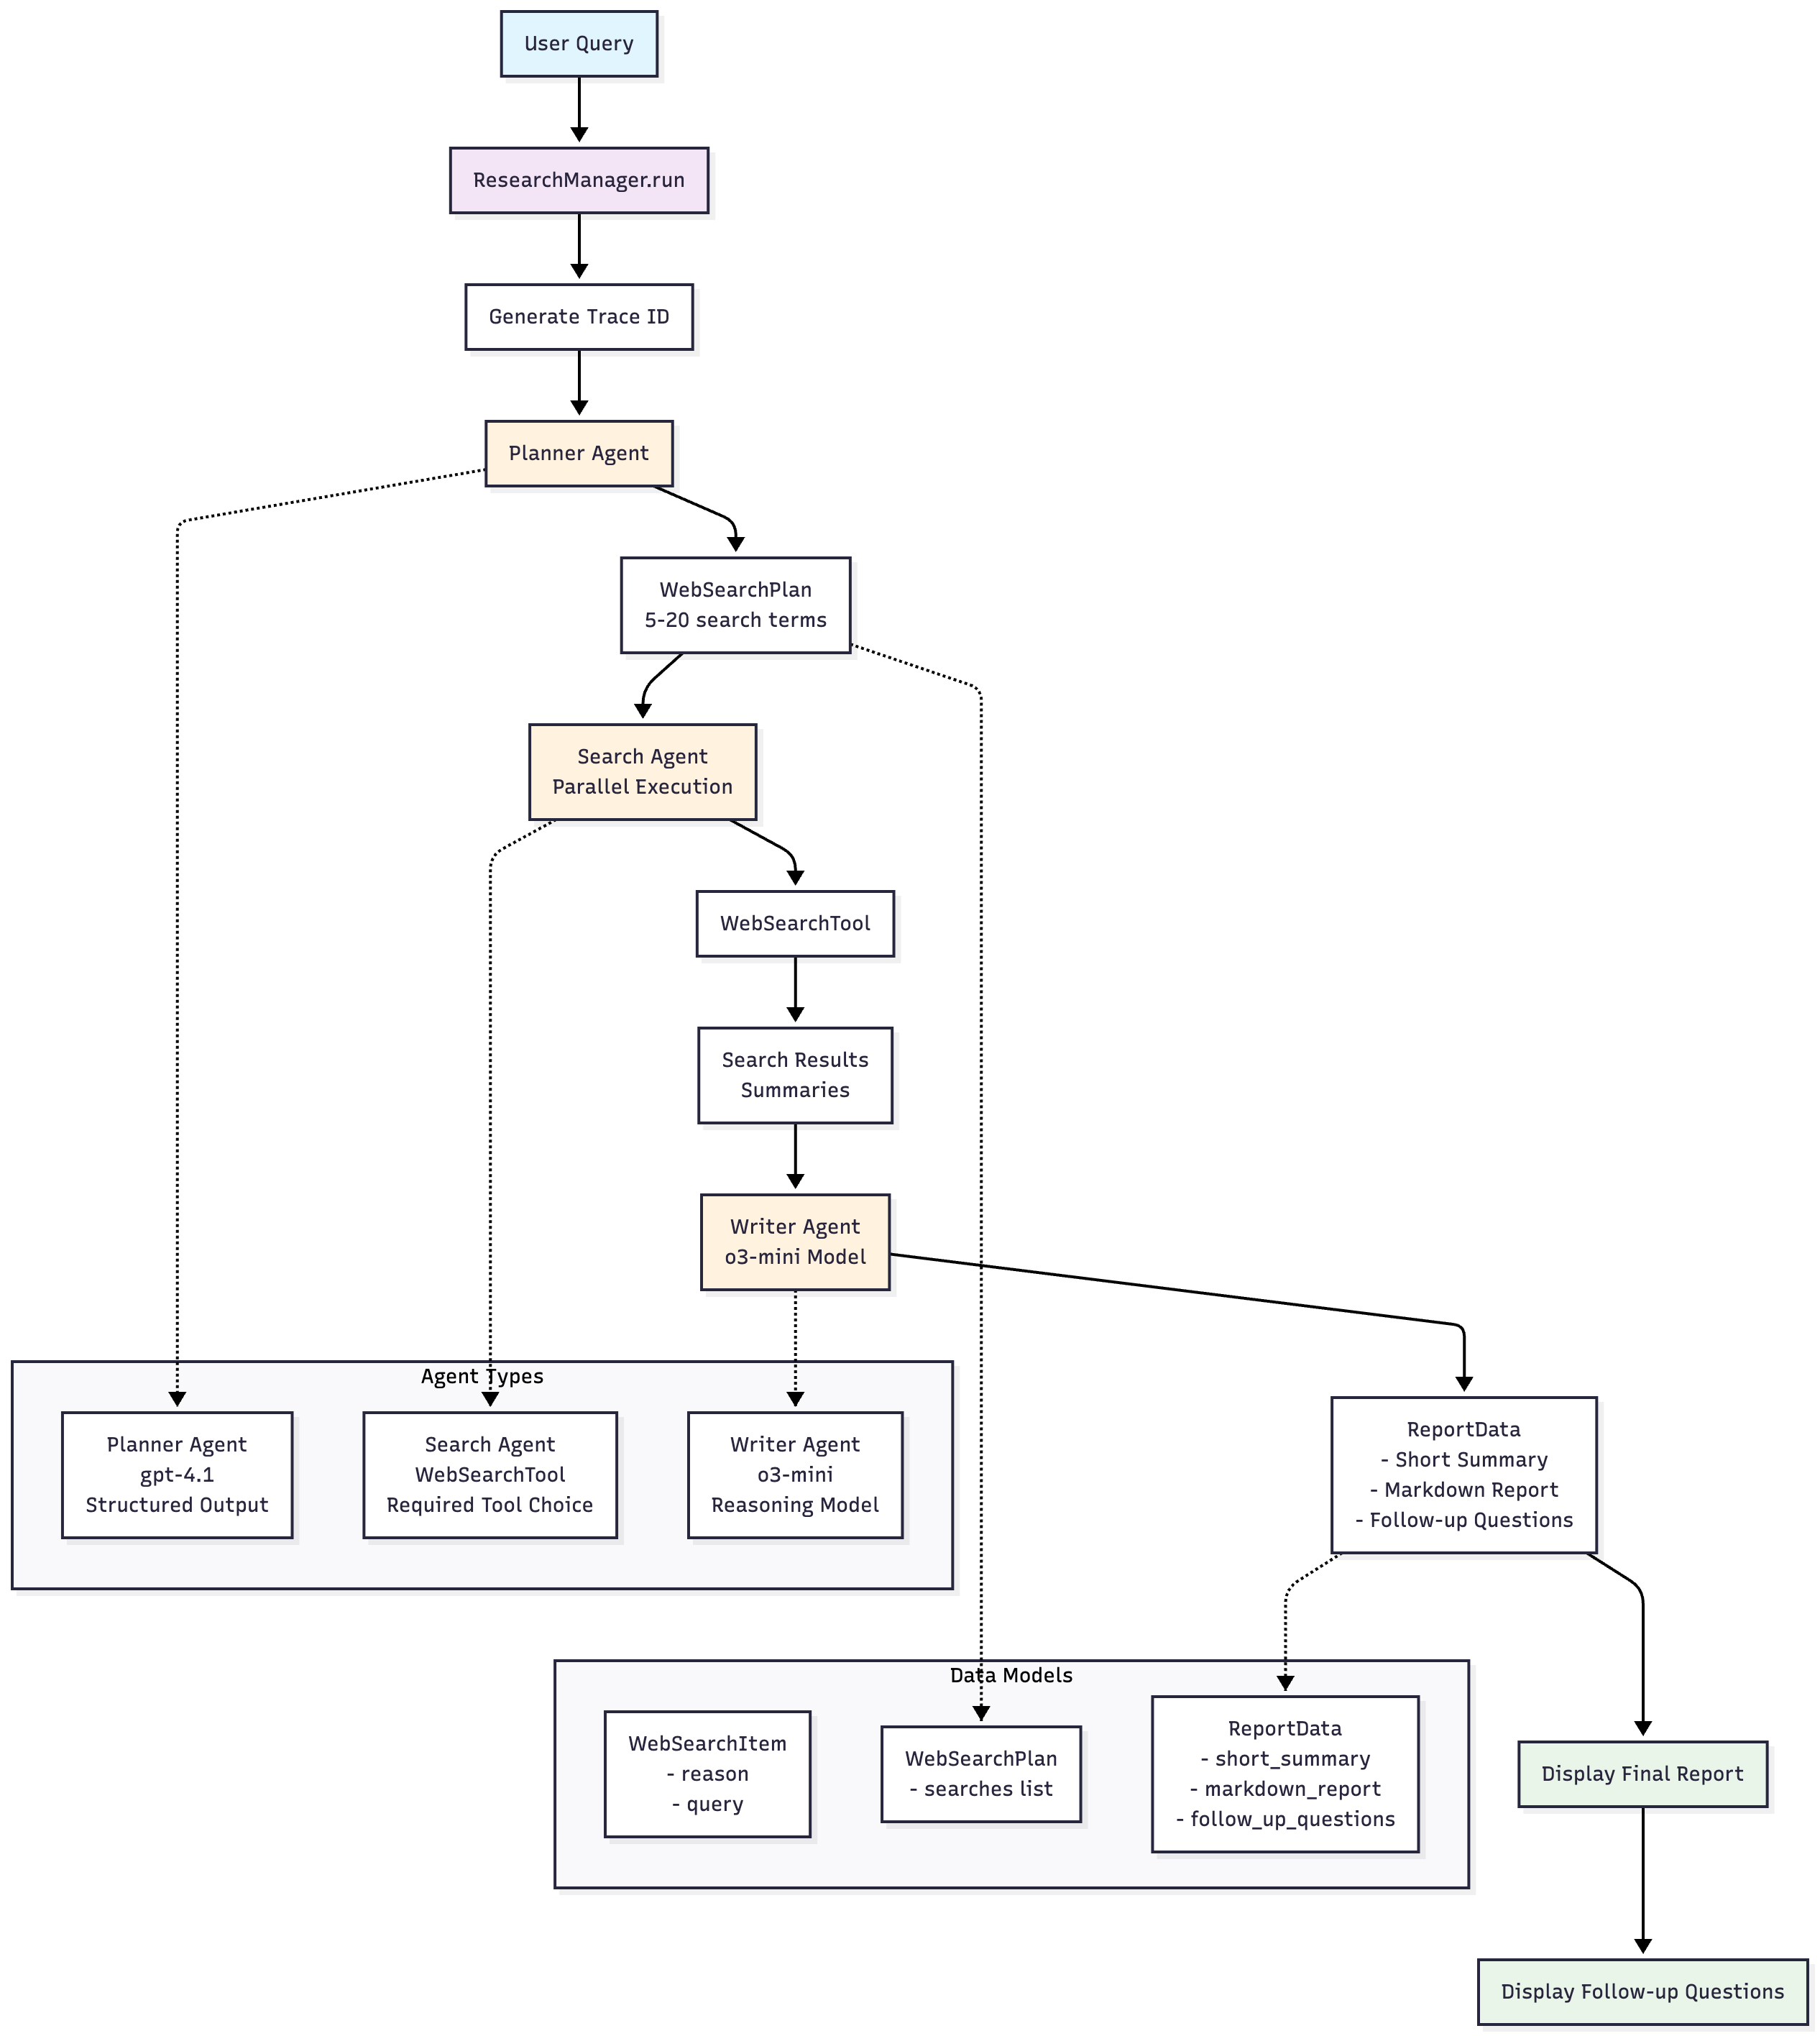 User Query
ResearchManager.run
Generate Trace ID
Planner Agent
WebSearchPlan
5-20 search terms
Search Agent
Parallel Execution
WebSearchTool
Search Results
Summaries
Writer Agent
o3-mini Model
Agent Types
Planner Agent
gpt-4.1
Structured Output
Search Agent
WebSearchTool
Required Tool Choice
Writer Agent
o3-mini
Reasoning Model
ReportData
- Short Summary
- Markdown Report
- Follow-up Questions
Data Models
WebSearchItem
- reason
- query
WebSearchPlan
- searches list
ReportData
- short_summary
- markdown_report
- follow_up_questions
Display Final Report
Display Follow-up Questions